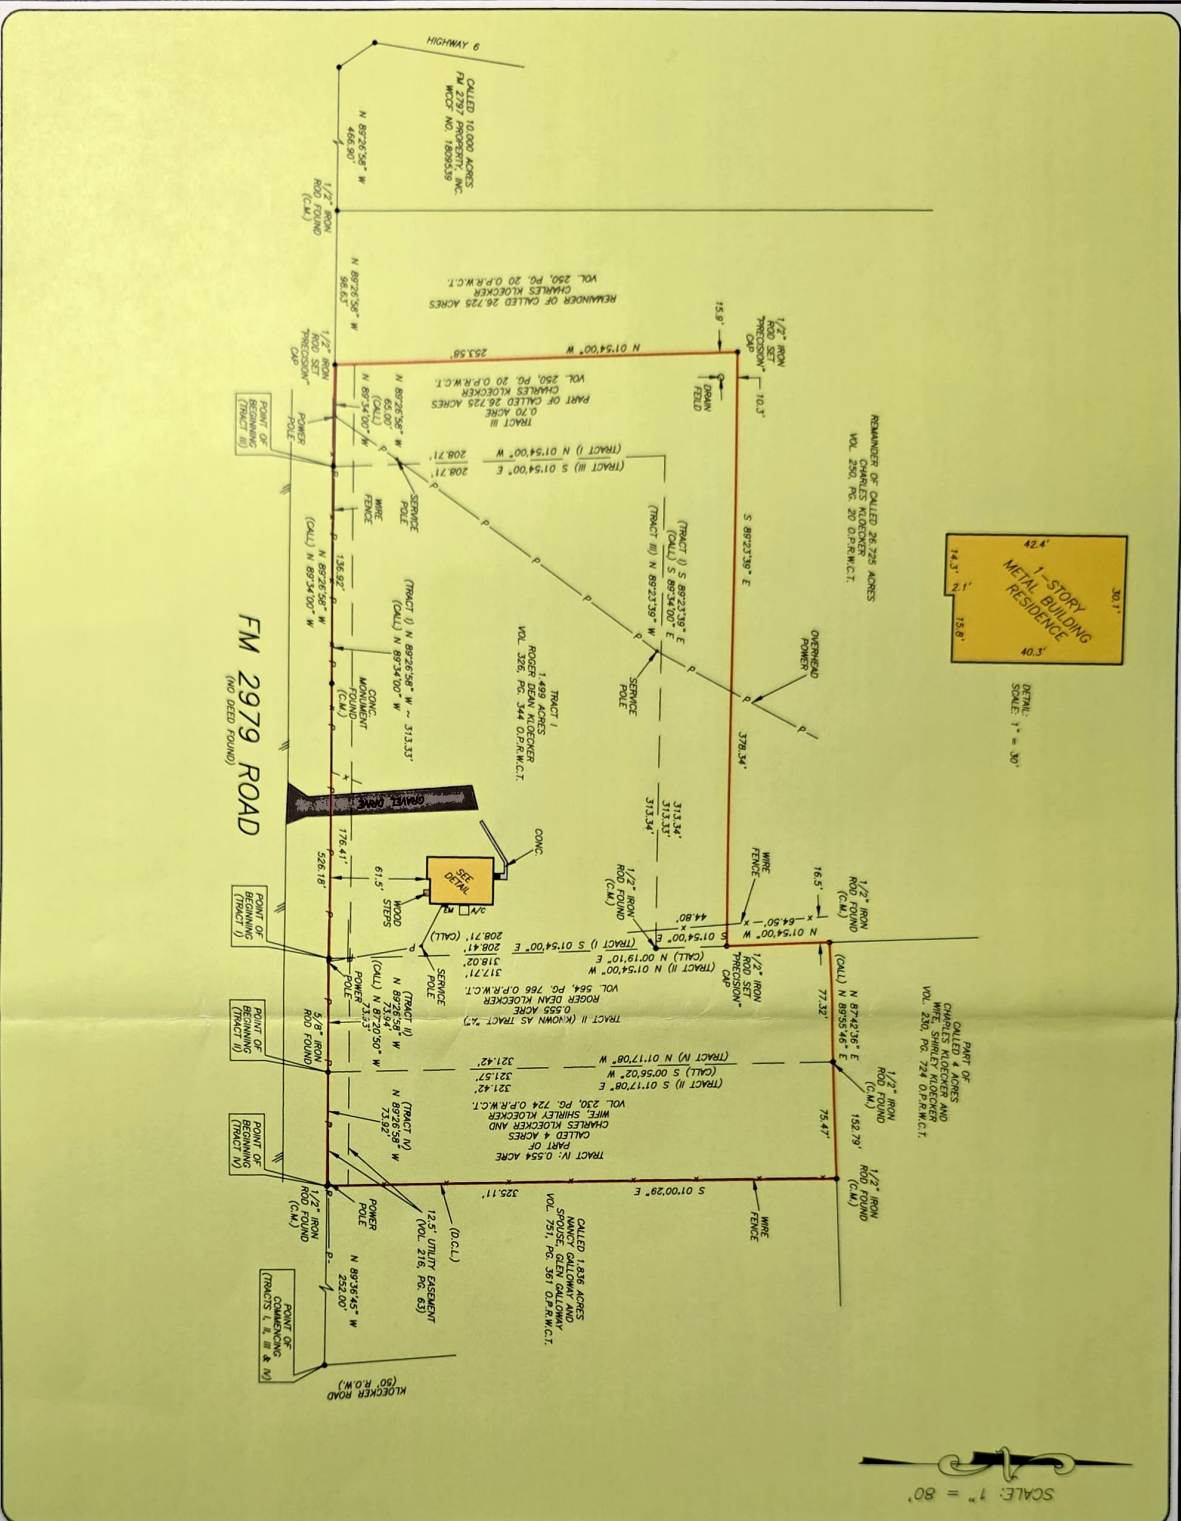 HIGHWAY 6
CALLED 10.000 ACRES
FM 2797 PROPERTY, INC.
WCCF NO. 1809539
N 89°26'58" W
466.90'
1/2" IRON
ROD FOUND
(C.M.)
N 89°26'58" W
98.63'
REMAINDER OF CALLED 26.725 ACRES
CHARLES KLOECKER
VOL. 250, PG. 20 O.P.R.W.C.T.
1/2" IRON
ROD SET
"PRECISION"
CAP
N 01°54'00" W
253.58'
15.9'
1/2" IRON
ROD SET
"PRECISION"
CAP
10.3'
DRAIN
FEILD
TRACT III
0.70 ACRE
PART OF CALLED 26.725 ACRES
CHARLES KLOECKER
VOL. 250, PG. 20 O.P.R.W.C.T.
N 89°26'58" W
65.00'
(CALL)
N 89°34'00" W
POWER
POLE
POINT OF
BEGINNING
(TRACT III)
(TRACT III) S 01°54'00" E
208.71'
(TRACT I) N 01°54'00" W
208.71'
REMAINDER OF CALLED 26.725 ACRES
CHARLES KLOECKER
VOL. 250, PG. 20 O.P.R.W.C.T.
42.4'
30.1'
14.3'
2.1'
15.8'
40.3'
1-STORY
METAL BUILDING
RESIDENCE
DETAIL:
SCALE: 1" = 30'
SERVICE
POLE
WIRE
FENCE
136.92'
N 89°26'58" W
(CALL) N 89°34'00" W
S 89°23'39" E
378.34'
(TRACT I) S 89°23'39" E
(CALL) S 89°34'00" E
(TRACT III) N 89°23'39" W
313.34'
313.33'
313.34'
OVERHEAD
POWER
SERVICE
POLE
(TRACT I) N 89°26'58" W ~ 313.33'
(CALL) N 89°34'00" W
TRACT I
1.499 ACRES
ROGER DEAN KLOECKER
VOL. 326, PG. 344 O.P.R.W.C.T.
CONC.
MONUMENT
FOUND
(C.M.)
FM 2979 ROAD
(NO DEED FOUND)
GRAVEL DRIVE
176.41'
526.18'
61.5'
SEE
DETAIL
CONC.
A/C
EM
WOOD
STEPS
SERVICE
POLE
POINT OF
BEGINNING
(TRACT I)
1/2" IRON
ROD FOUND
(C.M.)
WIRE
FENCE
16.5'
1/2" IRON
ROD FOUND
(C.M.)
N 01°54'00" W
64.50'
S 01°54'00" E
44.80'
1/2" IRON
ROD SET
"PRECISION"
CAP
208.71' (CALL)
(TRACT I) S 01°54'00" E
208.41'
(CALL) N 00°19'10" E
318.02'
(TRACT II) N 01°54'00" W
317.71'
TRACT II (KNOWN AS TRACT "A")
0.555 ACRE
ROGER DEAN KLOECKER
VOL. 564, PG. 766 O.P.R.W.C.T.
POWER
POLE
(TRACT II)
N 89°26'58" W
73.94'
(CALL) N 87°20'50" W
73.93'
5/8" IRON
ROD FOUND
POINT OF
BEGINNING
(TRACT II)
77.32'
N 87°42'36" E
(CALL) N 89°55'46" E
152.79'
75.47'
PART OF
CALLED 4 ACRES
CHARLES KLOECKER AND
WIFE, SHIRLEY KLOECKER
VOL. 230, PG. 724 O.P.R.W.C.T.
1/2" IRON
ROD FOUND
(C.M.)
(TRACT II) S 01°17'08" E
321.42'
(CALL) S 00°56'02" W
321.57'
(TRACT IV) N 01°17'08" W
321.42'
TRACT IV: 0.554 ACRE
PART OF
CALLED 4 ACRES
CHARLES KLOECKER AND
WIFE, SHIRLEY KLOECKER
VOL. 230, PG. 724 O.P.R.W.C.T.
(TRACT IV)
N 89°26'58" W
73.92'
POINT OF
BEGINNING
(TRACT IV)
1/2" IRON
ROD FOUND
(C.M.)
S 01°00'29" E
325.11'
WIRE
FENCE
1/2" IRON
ROD FOUND
(C.M.)
POWER
POLE
12.5' UTILITY EASEMENT
(VOL. 216, PG. 63)
(D.C.L.)
CALLED 1.836 ACRES
NANCY GALLOWAY AND
SPOUSE, GLEN GALLOWAY
VOL. 751, PG. 361 O.P.R.W.C.T.
N 89°36'45" W
252.00'
POINT OF
COMMENCING
(TRACTS I, II, III & IV)
KLOECKER ROAD
(50' R.O.W.)
SCALE: 1" = 80'